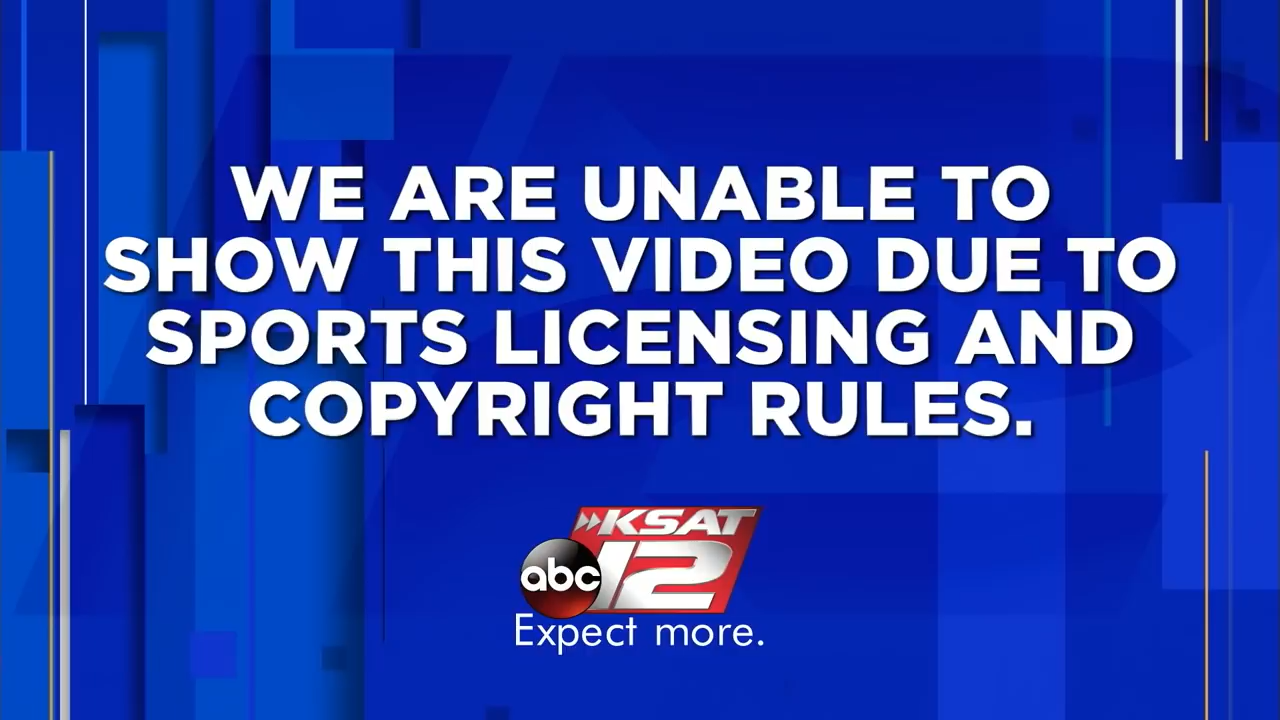 WE ARE UNABLE TO
SHOW THIS VIDEO DUE TO
SPORTS LICENSING AND
COPYRIGHT RULES.
KSAT
abc 12
Expect more.